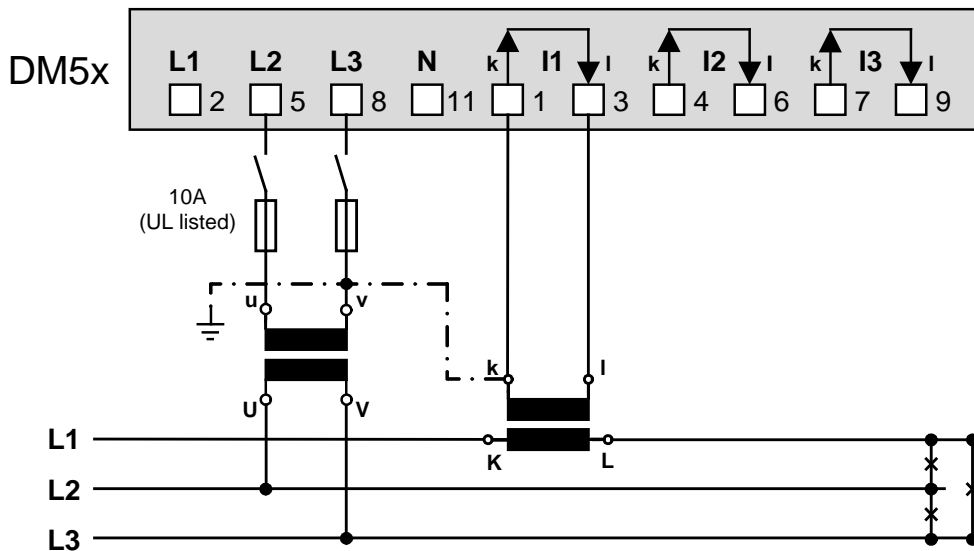 L1 L2 L3 N k I1 l k I2 l k I3 l
DM5x
2 5 8 11 1 3 4 6 7 9
10A
(UL listed)
u v
k l
U V
L1
K L
L2
L3